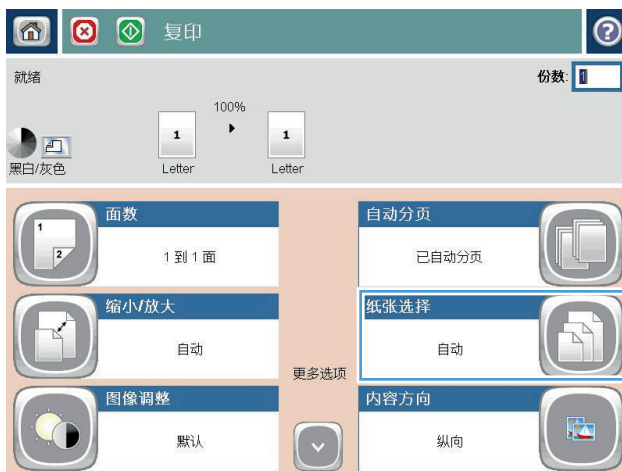 复印
就绪
份数: 1
100%
1
1
黑白/灰色
Letter
Letter
面数
1
2
1 到 1 面
自动分页
已自动分页
缩小/放大
自动
纸张选择
自动
更多选项
图像调整
默认
内容方向
纵向